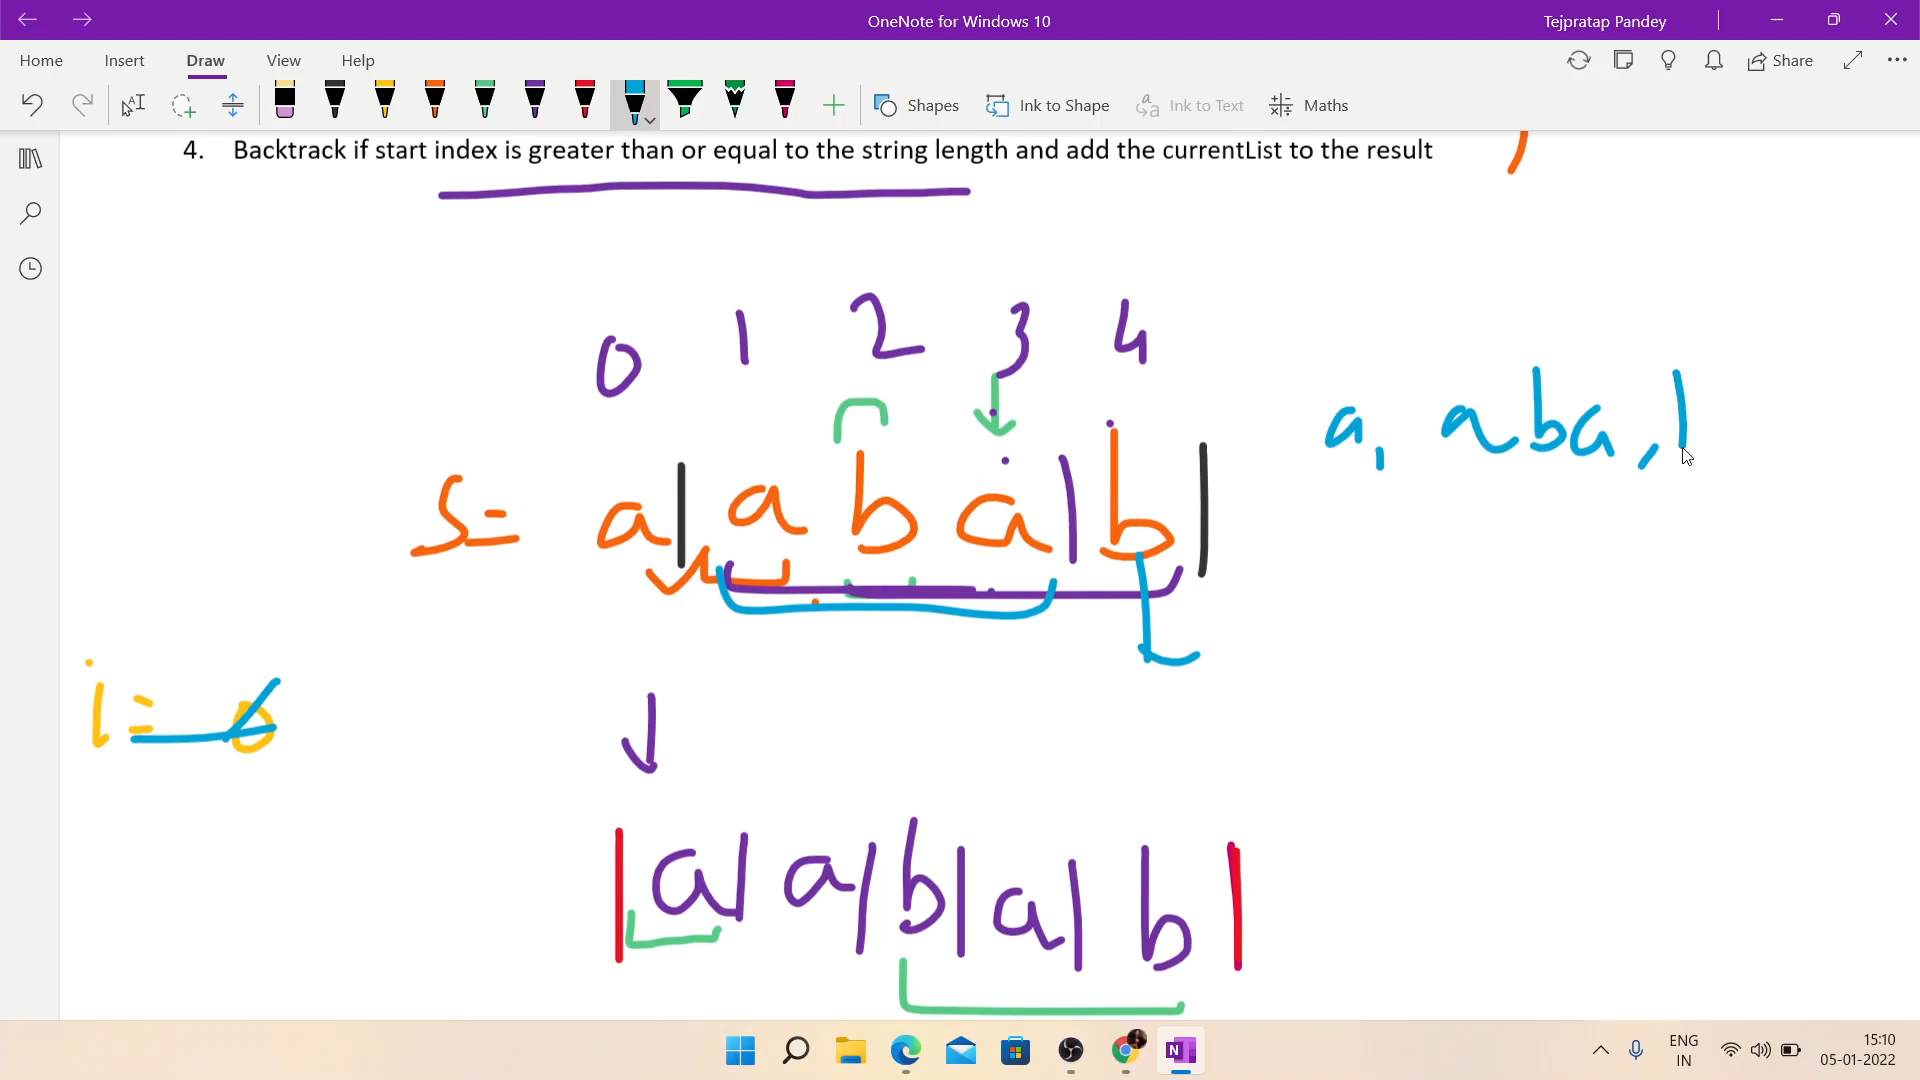 OneNote for Windows 10
Tejpratap Pandey
Home Insert Draw View Help
Share
Shapes Ink to Shape Ink to Text Maths
4. Backtrack if start index is greater than or equal to the string length and add the currentList to the result
0 1 2 3 4
a, aba, l
S= a| a b a | b |
i = 0
| a | a | b | a | b |
ENG
IN
15:10
05-01-2022